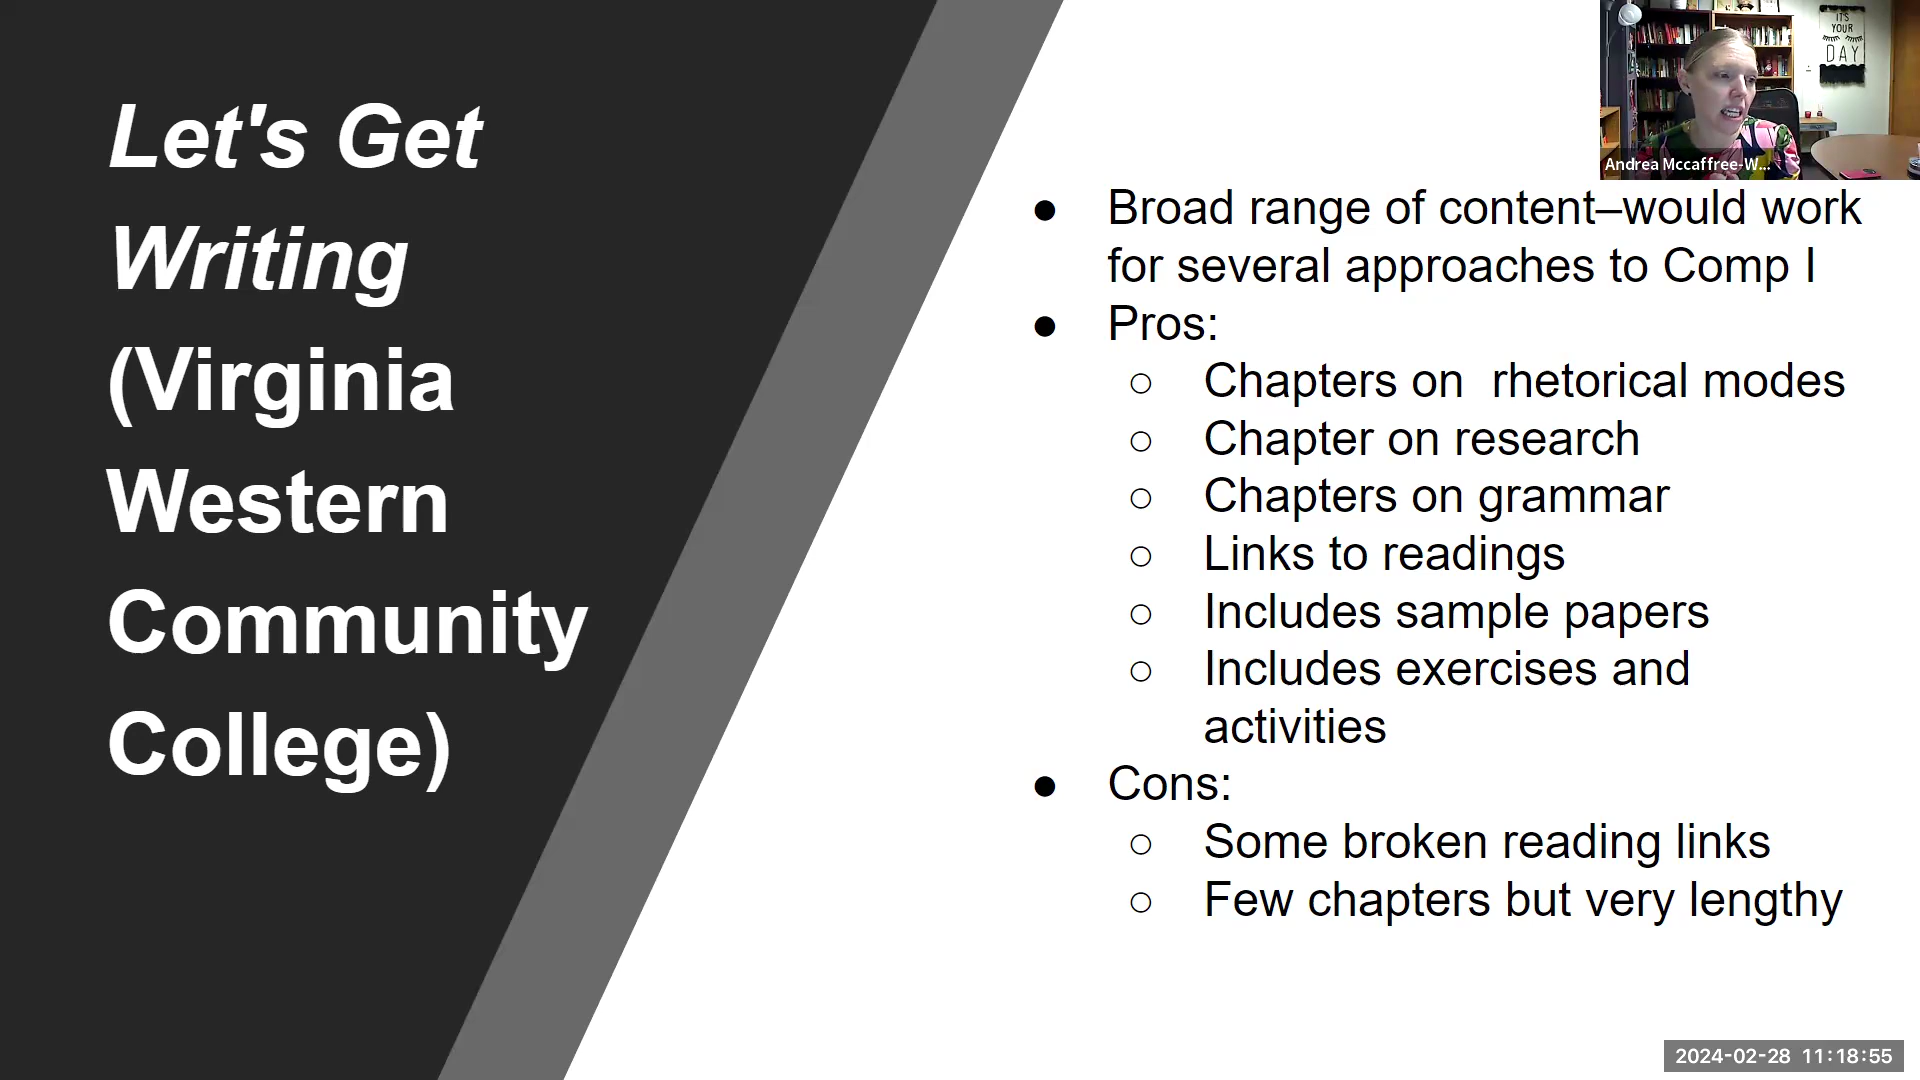 Let's Get
Writing
(Virginia
Western
Community
College)
IT'S
YOUR
DAY
Andrea Mccaffree-W...
● Broad range of content–would work
for several approaches to Comp I
● Pros:
○ Chapters on  rhetorical modes
○ Chapter on research
○ Chapters on grammar
○ Links to readings
○ Includes sample papers
○ Includes exercises and
activities
● Cons:
○ Some broken reading links
○ Few chapters but very lengthy
2024-02-28 11:18:55